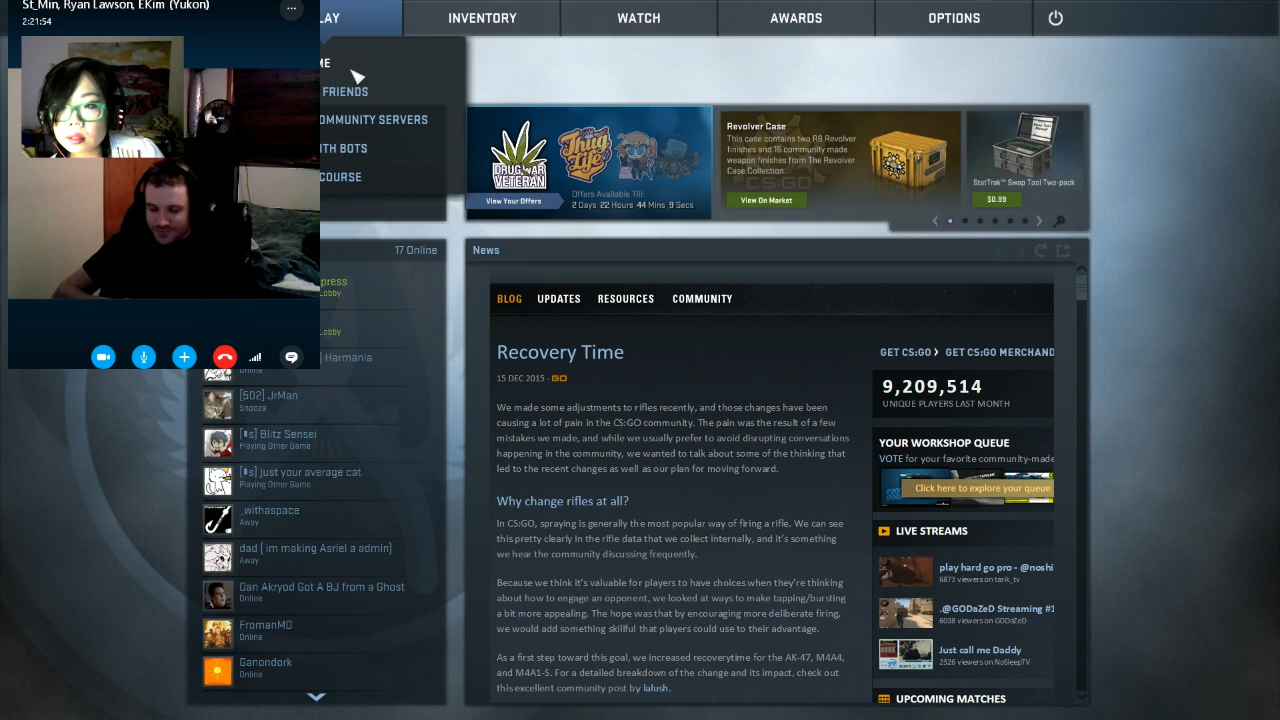 St_Min, Ryan Lawson, EKim (Yukon)
2:21:54
LAY
INVENTORY
WATCH
AWARDS
OPTIONS
ME
FRIENDS
OMMUNITY SERVERS
TH BOTS
COURSE
DRUG WAR
VETERAN
Thug
Life
View Your Offers
Offers Available Till:
2 Days 22 Hours 44 Mins 9 Secs
Revolver Case
This case contains two R8 Revolver
finishes and 15 community made
weapon finishes from The Revolver
Case Collection
CS:GO
View On Market
StatTrak™ Swap Tool Two-pack
$0.99
17 Online
press
Lobby
Lobby
] Harmania
Online
[502] JrMan
Snooze
s] Blitz Sensei
Playing Other Game
s] just your average cat
Playing Other Game
_withaspace
Away
dad ( im making Asriel a admin)
Away
Dan Akryod Got A BJ from a Ghost
Online
FromanMD
Online
Ganondork
Online
News
BLOG
UPDATES
RESOURCES
COMMUNITY
Recovery Time
15 DEC 2015 - GO
We made some adjustments to rifles recently, and those changes have been
causing a lot of pain in the CS:GO community. The pain was the result of a few
mistakes we made, and while we usually prefer to avoid disrupting conversations
happening in the community, we wanted to talk about some of the thinking that
led to the recent changes as well as our plan for moving forward.
Why change rifles at all?
In CS:GO, spraying is generally the most popular way of firing a rifle. We can see
this pretty clearly in the rifle data that we collect internally, and it's something
we hear the community discussing frequently.
Because we think it's valuable for players to have choices when they're thinking
about how to engage an opponent, we looked at ways to make tapping/bursting
a bit more appealing. The hope was that by encouraging more deliberate firing,
we would add something skillful that players could use to their advantage.
As a first step toward this goal, we increased recoverytime for the AK-47, M4A4,
and M4A1-S. For a detailed breakdown of the change and its impact, check out
this excellent community post by lalush.
GET CS:GO
GET CS:GO MERCHAND
9,209,514
UNIQUE PLAYERS LAST MONTH
YOUR WORKSHOP QUEUE
VOTE for your favorite community-made
Click here to explore your queue
LIVE STREAMS
play hard go pro - @noshi
6873 viewers on tarik_tv
.@GODaZeD Streaming #1
6038 viewers on GODaZeD
Just call me Daddy
2326 viewers on NoSleepTV
UPCOMING MATCHES